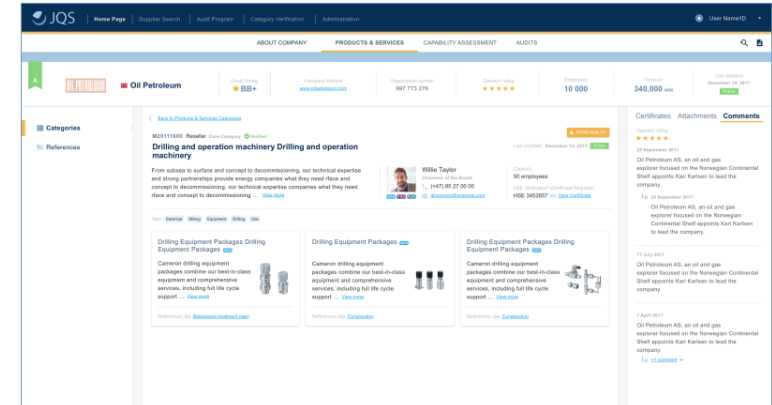 JQS
Home Page
Supplier Search
Audit Program
Category Verification
Administration
User Name/ID
ABOUT COMPANY
PRODUCTS & SERVICES
CAPABILITY ASSESSMENT
AUDITS
A
Oil Petroleum
Credit Rating
BB+
Company Website
www.oilpetroleum.com
Organization number
997 773 276
Operator rating
Employees
10 000
Turnover
340,000 NOK
Last Updated
December 14, 2017
Categories
References
Back to Products & Services Categories
M20111600 Reseller Core Category Verified
Drilling and operation machinery Drilling and operation
machinery
Last Updated December 14, 2017
From subsea to surface and concept to decommissioning, our technical expertise
and strong partnerships provide energy companies what they need rface and
concept to decommissioning, our technical expertise companies what they need
rface and concept to decommissioning ... View more
Willie Taylor
Chairman of the Board
(+47) 85 27 00 00
Capacity
50 employees
HSE Verification (Certificate Required)
HSE 3452657 View Certificate
Tags Electrical Mining Equipment Drilling Gas
Drilling Equipment Packages Drilling
Equipment Packages
Cameron drilling equipment
packages combine our best-in-class
equipment and comprehensive
services, including full life cycle
support ... View more
References Ballastspel treatment plant
Drilling Equipment Packages
Cameron drilling equipment
packages combine our best-in-class
equipment and comprehensive
services, including full life cycle
support ... View more
References Construction
Drilling Equipment Packages Drilling
Equipment Packages
Cameron drilling equipment
packages combine our best-in-class
equipment and comprehensive
services, including full life cycle
support ... View more
References Construction
Certificates
Attachments
Comments
Operator rating
29 September 2017
Oil Petroleum AS, an oil and gas
explorer focused on the Norwegian Continental
Shelf appoints Kari Karlsen to lead the
company.
29 September 2017
Oil Petroleum AS, an oil and gas
explorer focused on the Norwegian
Continental Shelf appoints Kari Karlsen
to lead the company.
17 July 2017
Oil Petroleum AS, an oil and gas
explorer focused on the Norwegian Continental
Shelf appoints Kari Karlsen to lead the
company.
7 April 2017
Oil Petroleum AS, an oil and gas
explorer focused on the Norwegian Continental
Shelf appoints Kari Karlsen to lead the
company.
+1 comment